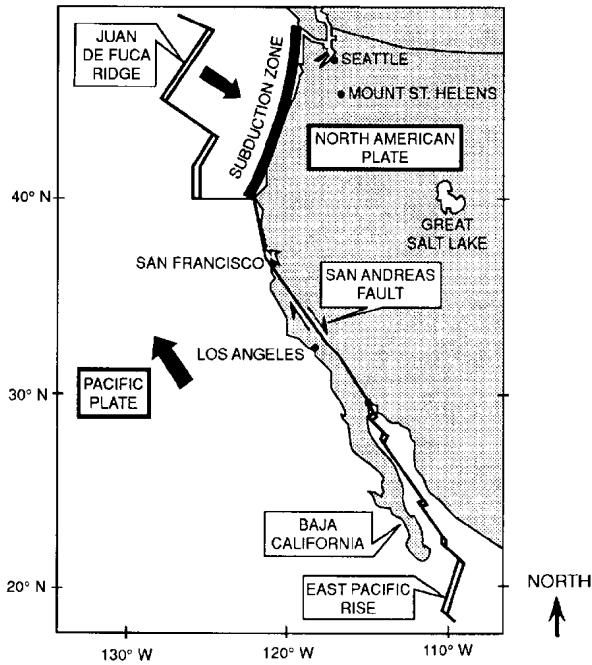 JUAN
DE FUCA
RIDGE
SUBDUCTION ZONE
SEATTLE
MOUNT ST. HELENS
NORTH AMERICAN
PLATE
40° N
GREAT
SALT LAKE
SAN FRANCISCO
SAN ANDREAS
FAULT
LOS ANGELES
PACIFIC
PLATE
30° N
BAJA
CALIFORNIA
EAST PACIFIC
RISE
20° N
NORTH
130° W
120° W
110° W